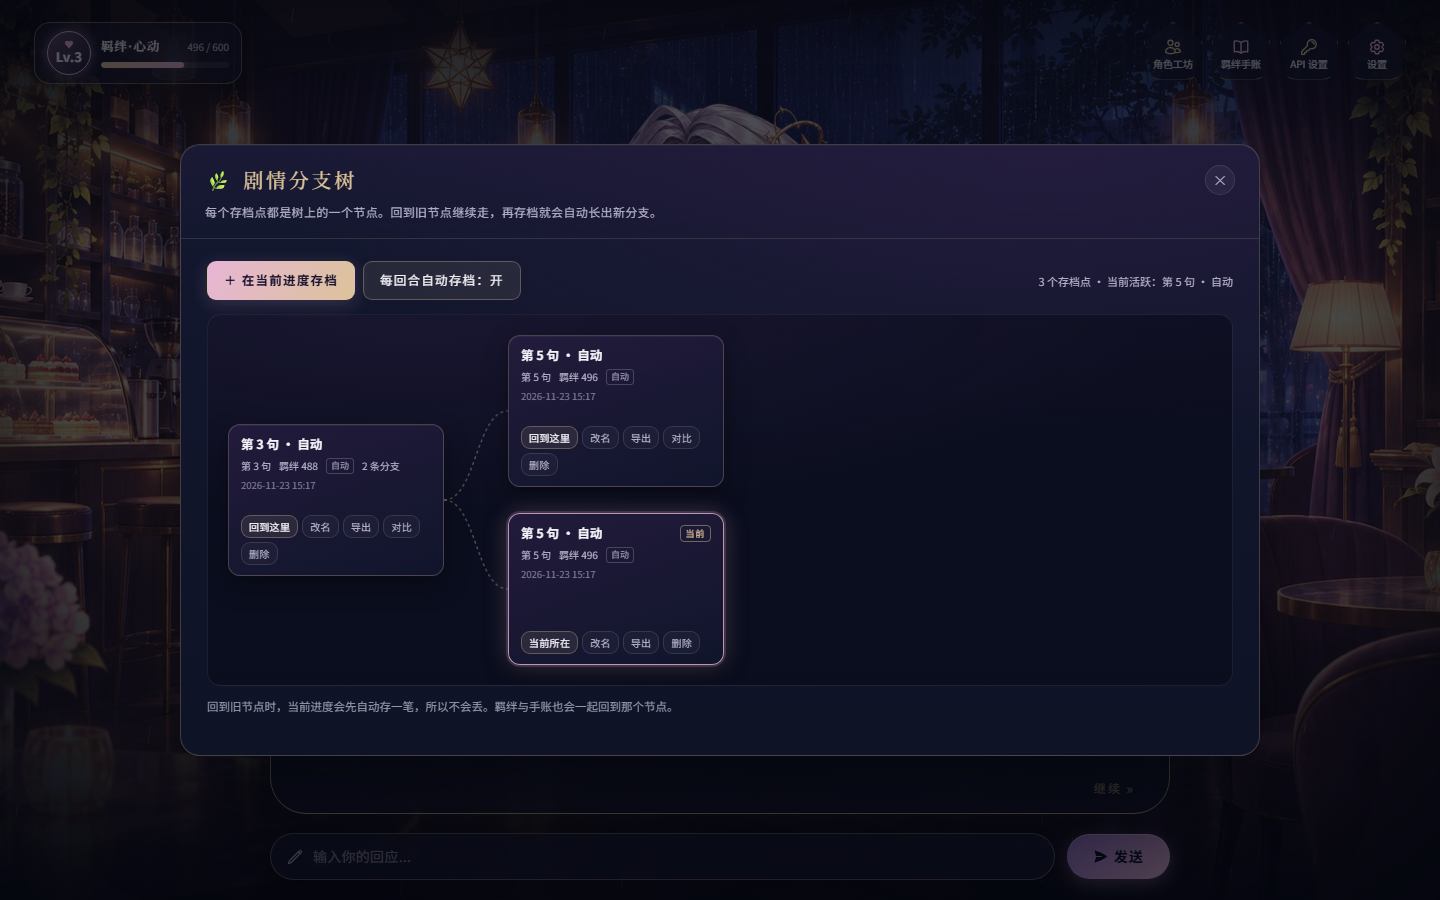 Lv.3
羁绊·心动
496 / 600
角色工坊
羁绊手账
API 设置
设置
剧情分支树
每个存档点都是树上的一个节点。回到旧节点继续走，再存档就会自动长出新分支。
＋ 在当前进度存档
每回合自动存档：开
3 个存档点 · 当前活跃：第 5 句 · 自动
第 3 句 · 自动
第 3 句 羁绊 488 自动 2 条分支
2026-11-23 15:17
回到这里 改名 导出 对比
删除
第 5 句 · 自动
第 5 句 羁绊 496 自动
2026-11-23 15:17
回到这里 改名 导出 对比
删除
第 5 句 · 自动 当前
第 5 句 羁绊 496 自动
2026-11-23 15:17
当前所在 改名 导出 删除
回到旧节点时，当前进度会先自动存一笔，所以不会丢。羁绊与手账也会一起回到那个节点。
继续 »
输入你的回应...
发送